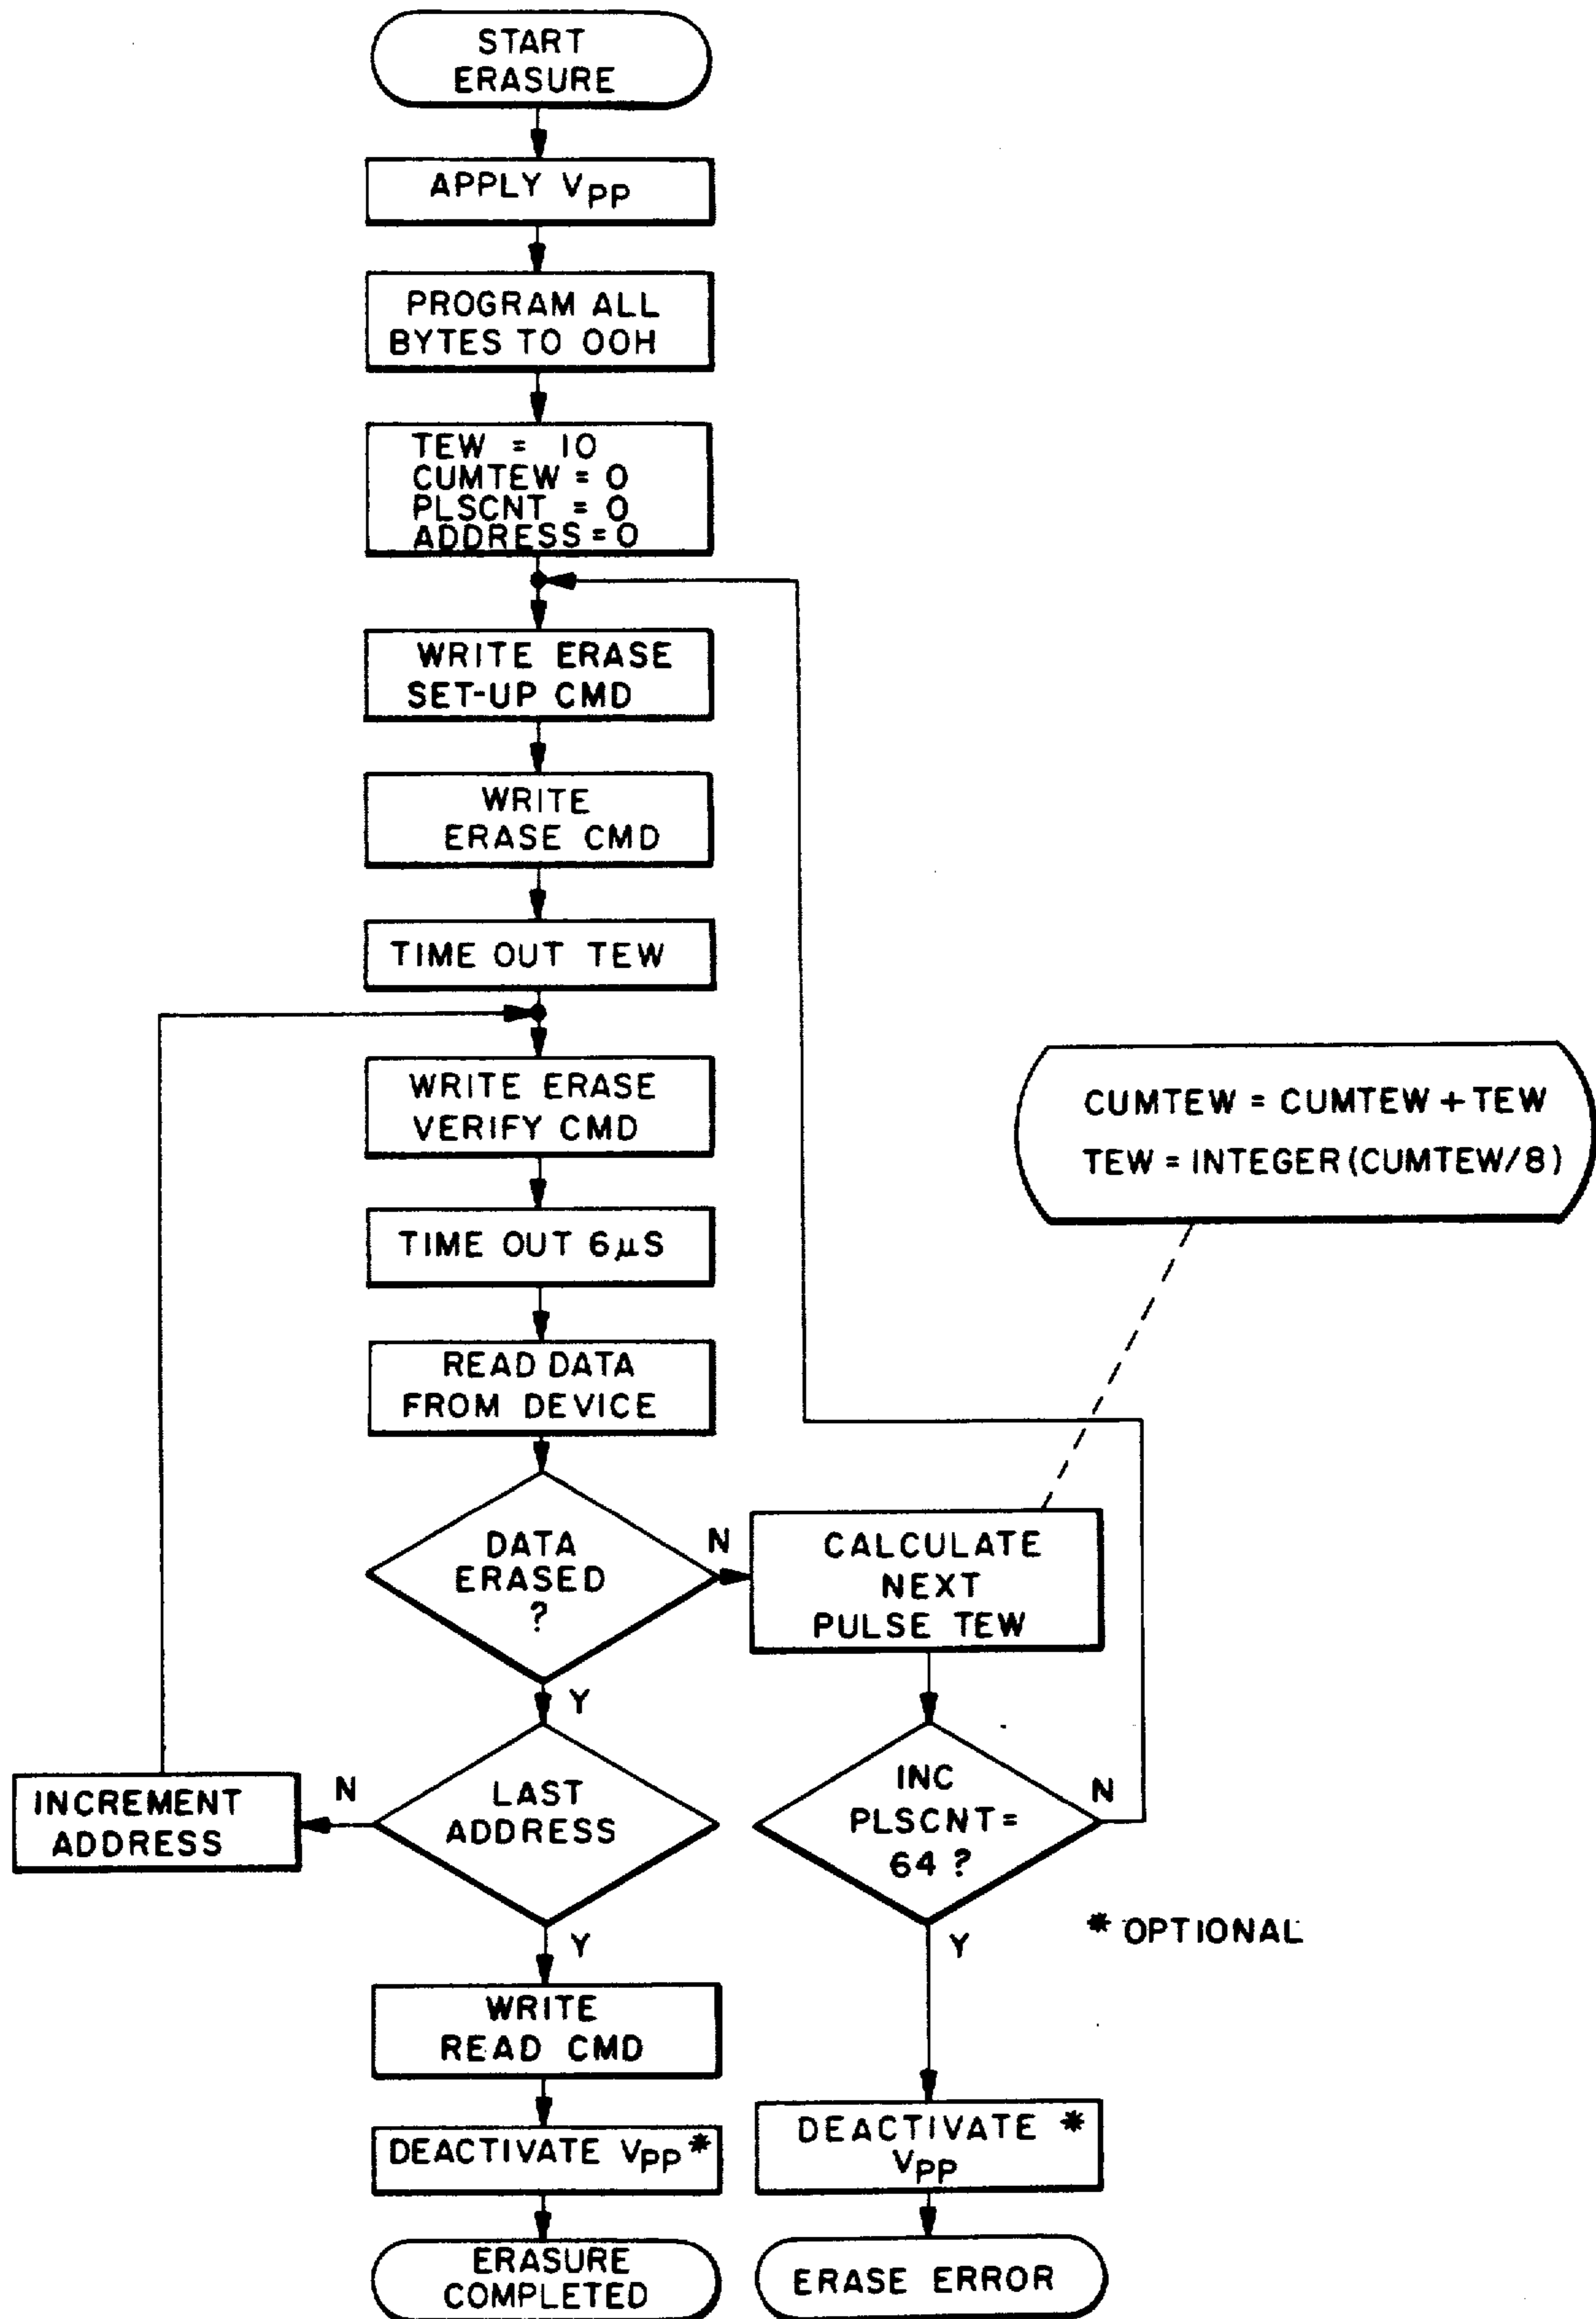 START
ERASURE
APPLY VPP
PROGRAM ALL
BYTES TO 00H
TEW = 10
CUMTEW = 0
PLSCNT = 0
ADDRESS = 0
WRITE ERASE
SET-UP CMD
WRITE
ERASE CMD
TIME OUT TEW
WRITE ERASE
VERIFY CMD
CUMTEW = CUMTEW + TEW
TEW = INTEGER (CUMTEW/8)
TIME OUT 6μS
READ DATA
FROM DEVICE
DATA
ERASED
?
N
CALCULATE
NEXT
PULSE TEW
Y
INCREMENT
ADDRESS
N
LAST
ADDRESS
INC
PLSCNT =
64 ?
N
Y
Y
* OPTIONAL
WRITE
READ CMD
DEACTIVATE VPP*
DEACTIVATE *
VPP
ERASURE
COMPLETED
ERASE ERROR